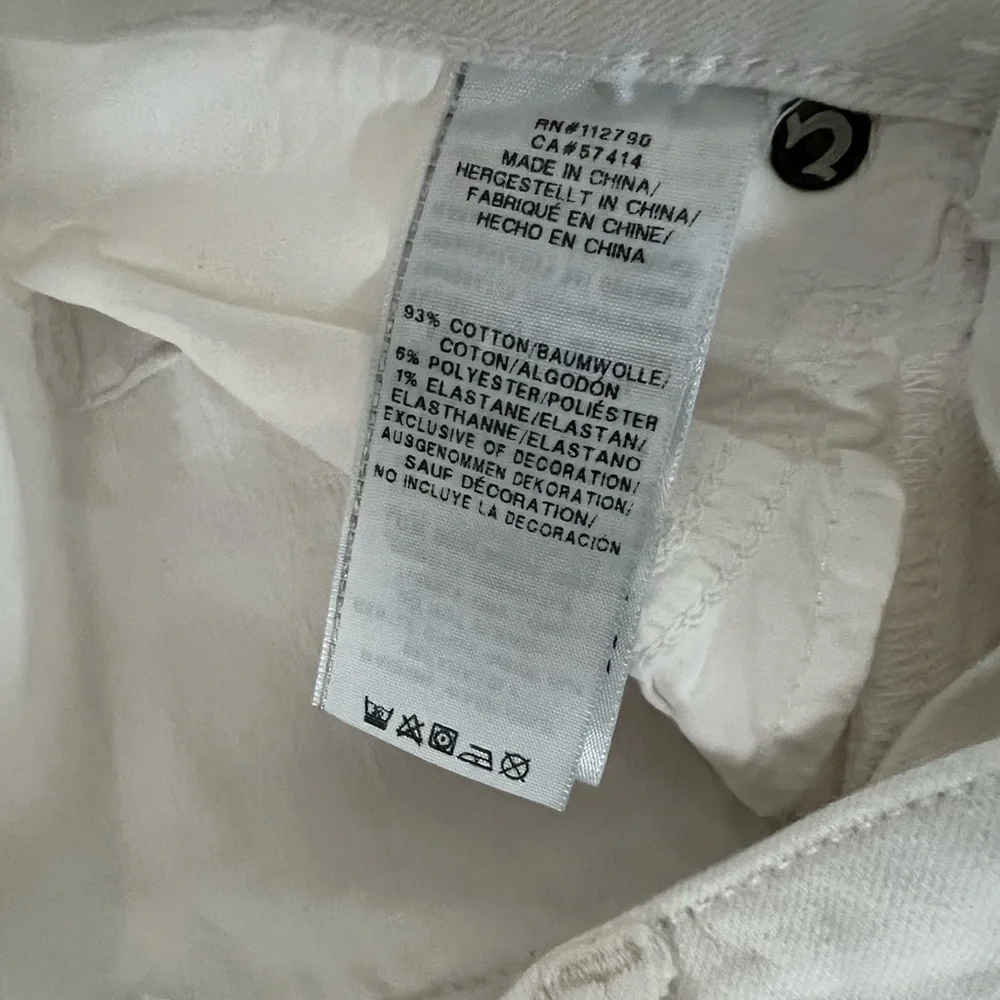 RN#112790
CA#57414
MADE IN CHINA/
HERGESTELLT IN CHINA/
FABRIQUÉ EN CHINE/
HECHO EN CHINA
93% COTTON/BAUMWOLLE/
COTON/ALGODÓN
6% POLYESTER/POLIÉSTER
1% ELASTANE/ELASTAN/
ELASTHANNE/ELASTANO
EXCLUSIVE OF DECORATION/
AUSGENOMMEN DEKORATION/
SAUF DÉCORATION/
NO INCLUYE LA DECORACIÓN